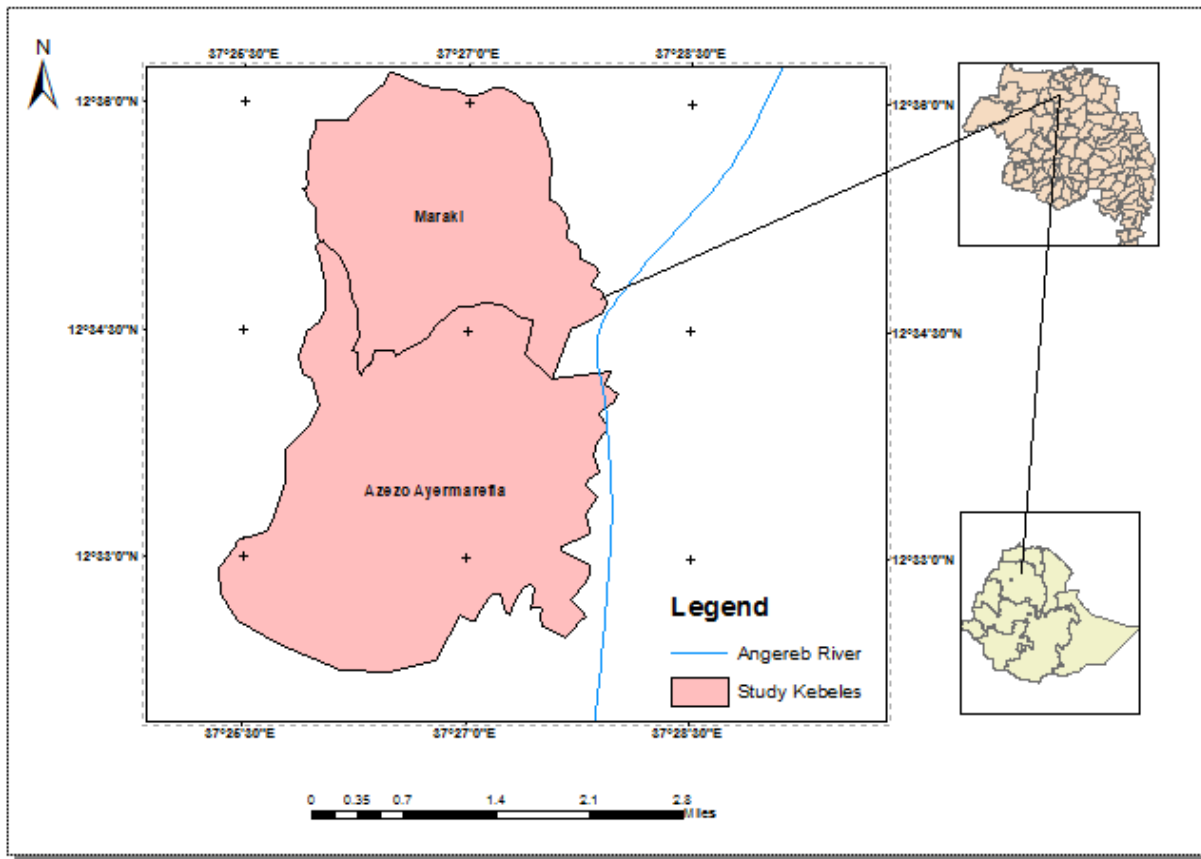 N
37°25'30"E 37°27'0"E 37°28'30"E
12°36'0"N 12°36'0"N
Maraki
12°34'30"N 12°34'30"N
Azezo Ayermarefia
12°33'0"N 12°33'0"N
Legend
Angereb River
Study Kebeles
37°25'30"E 37°27'0"E 37°28'30"E
0 0.35 0.7 1.4 2.1 2.8
Miles